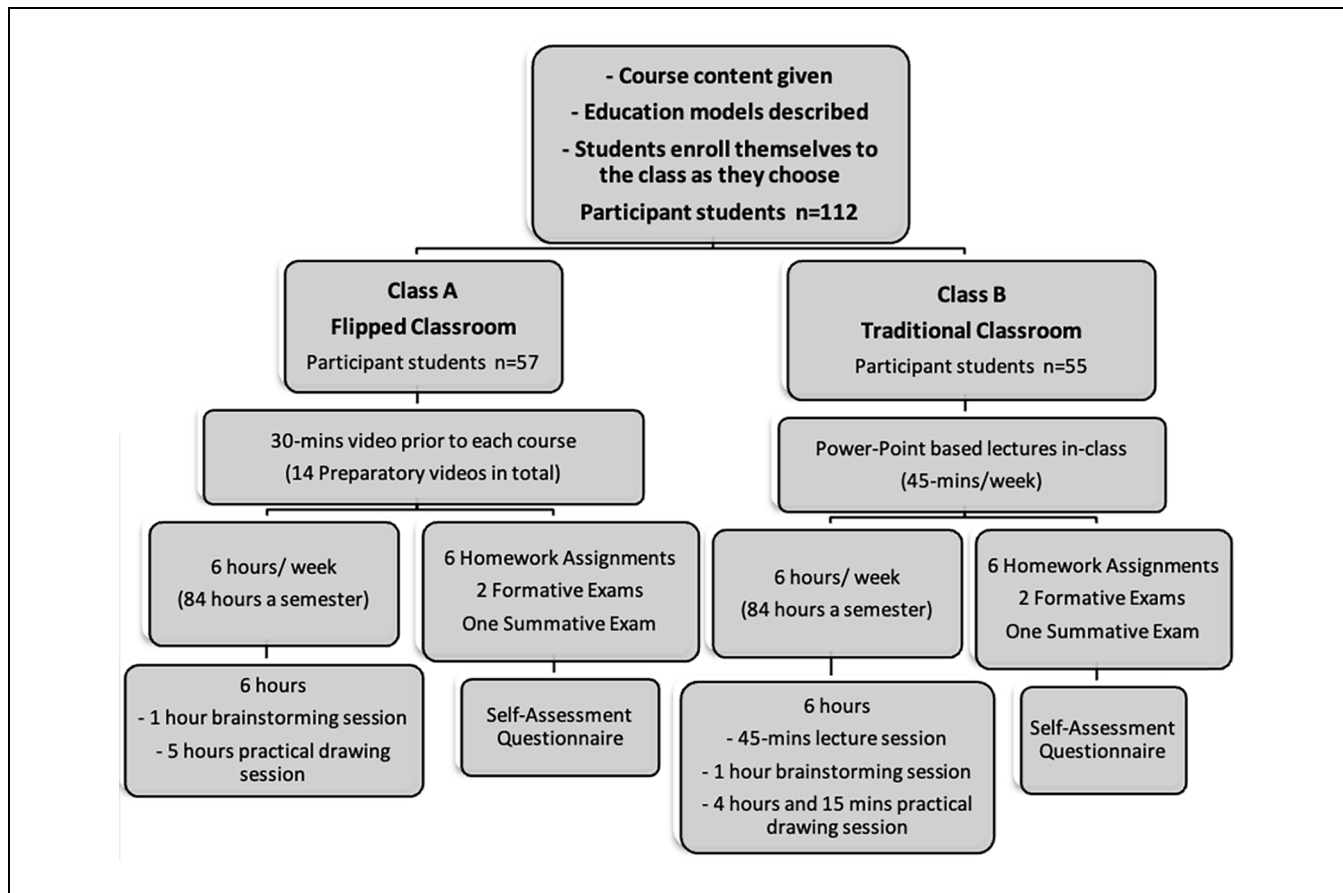 - Course content given
- Education models described
- Students enroll themselves to
the class as they choose
Participant students  n=112
Class A
Flipped Classroom
Participant students  n=57
Class B
Traditional Classroom
Participant students  n=55
30-mins video prior to each course
(14 Preparatory videos in total)
Power-Point based lectures in-class
(45-mins/week)
6 hours/ week
(84 hours a semester)
6 Homework Assignments
2 Formative Exams
One Summative Exam
6 hours/ week
(84 hours a semester)
6 Homework Assignments
2 Formative Exams
One Summative Exam
6 hours
- 1 hour brainstorming session
- 5 hours practical drawing
session
Self-Assessment
Questionnaire
6 hours
- 45-mins lecture session
- 1 hour brainstorming session
- 4 hours and 15 mins practical
drawing session
Self-Assessment
Questionnaire